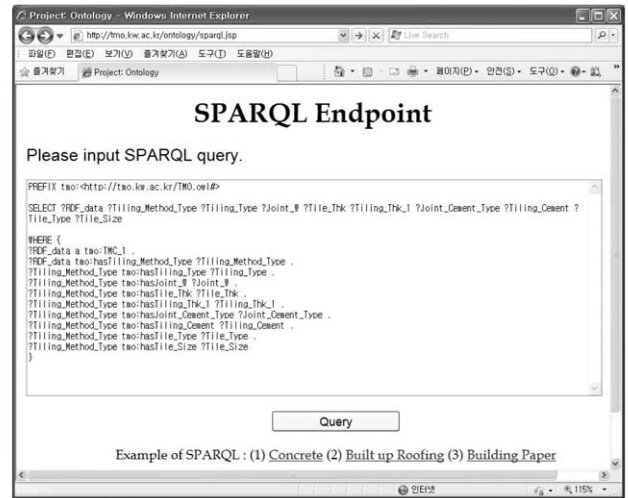 Project: Ontology - Windows Internet Explorer
http://tmo.kw.ac.kr/ontology/sparql.jsp
Live Search
파일(F) 편집(E) 보기(V) 즐겨찾기(A) 도구(T) 도움말(H)
즐겨찾기 Project: Ontology 페이지(P) 안전(S) 도구(O)
SPARQL Endpoint
Please input SPARQL query.
PREFIX tmo:<http://tmo.kw.ac.kr/TMO.owl#>
SELECT ?RDF_data ?Tiling_Method_Type ?Tiling_Type ?Joint_W ?Tile_Thk ?Tiling_Thk_1 ?Joint_Cement_Type ?Tiling_Cement ?
Tile_Type ?Tile_Size
WHERE {
?RDF_data a tmo:TMC_1 .
?RDF_data tmo:hasTiling_Method_Type ?Tiling_Method_Type .
?Tiling_Method_Type tmo:hasTiling_Type ?Tiling_Type .
?Tiling_Method_Type tmo:hasJoint_W ?Joint_W .
?Tiling_Method_Type tmo:hasTile_Thk ?Tile_Thk .
?Tiling_Method_Type tmo:hasTiling_Thk_1 ?Tiling_Thk_1 .
?Tiling_Method_Type tmo:hasJoint_Cement_Type ?Joint_Cement_Type .
?Tiling_Method_Type tmo:hasTiling_Cement ?Tiling_Cement .
?Tiling_Method_Type tmo:hasTile_Type ?Tile_Type .
?Tiling_Method_Type tmo:hasTile_Size ?Tile_Size
}
Query
Example of SPARQL : (1) Concrete (2) Built up Roofing (3) Building Paper
인터넷 115%